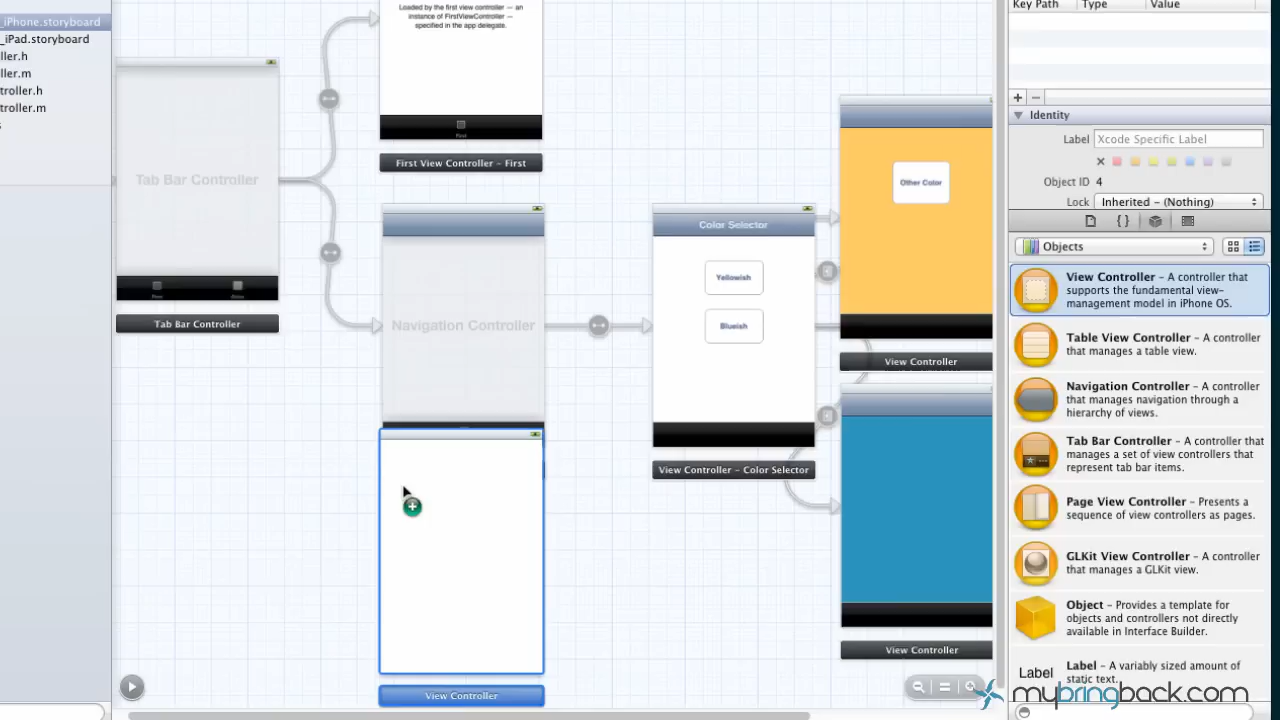 _iPhone.storyboard
_iPad.storyboard
ller.h
ller.m
troller.h
troller.m
s
Loaded by the first view controller — an
instance of FirstViewController —
specified in the app delegate.
First
First View Controller - First
Tab Bar Controller
First
Tab Bar Controller
Navigation Controller
Color Selector
Yellowish
Blueish
View Controller - Color Selector
Other Color
View Controller
View Controller
View Controller
Key Path
Type
Value
Identity
Label
Xcode Specific Label
Object ID
4
Lock
Inherited - (Nothing)
Objects
View Controller – A controller that
supports the fundamental view-
management model in iPhone OS.
Table View Controller – A controller
that manages a table view.
Navigation Controller – A controller
that manages navigation through a
hierarchy of views.
Tab Bar Controller – A controller that
manages a set of view controllers that
represent tab bar items.
Page View Controller – Presents a
sequence of view controllers as pages.
GLKit View Controller – A controller
that manages a GLKit view.
Object – Provides a template for
objects and controllers not directly
available in Interface Builder.
Label
Label – A variably sized amount of
static text.
mybringback.com